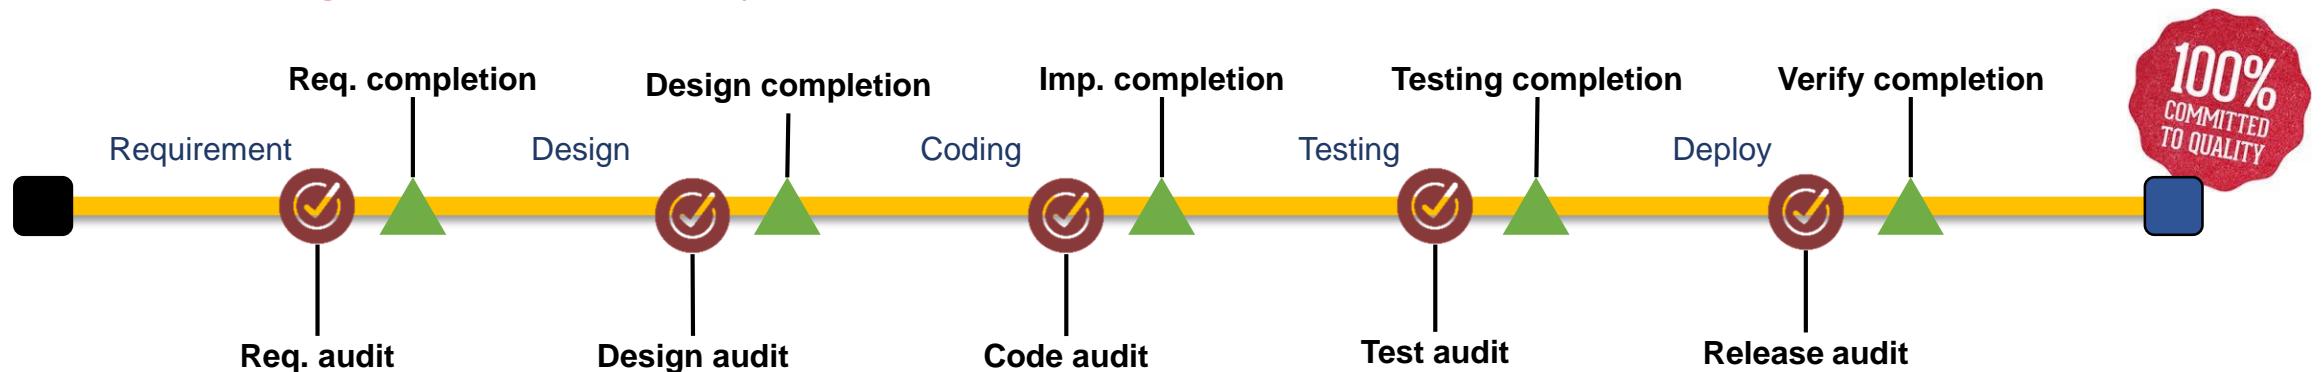 Req. completion
Design completion
Imp. completion
Testing completion
Verify completion
100%
COMMITTED
TO QUALITY
Requirement
Design
Coding
Testing
Deploy
Req. audit
Design audit
Code audit
Test audit
Release audit